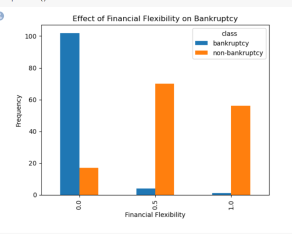 Effect of Financial Flexibility on Bankruptcy
class
bankruptcy
non-bankruptcy
100
80
60
40
20
0
Frequency
0.0
0.5
1.0
Financial Flexibility